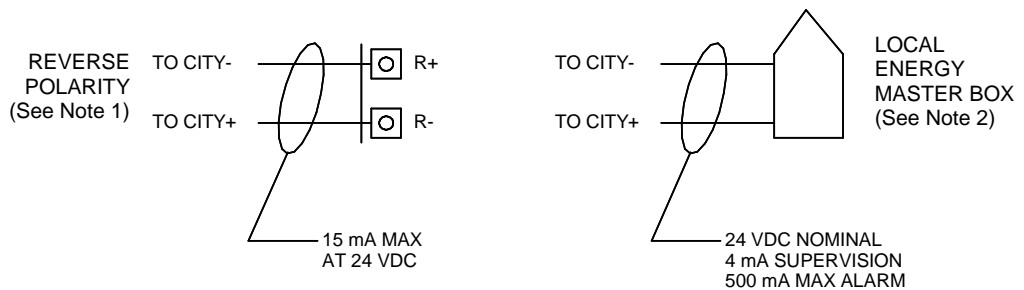 REVERSE
POLARITY
(See Note 1)
TO CITY-
R+
TO CITY+
R-
15 mA MAX
AT 24 VDC
TO CITY-
TO CITY+
LOCAL
ENERGY
MASTER BOX
(See Note 2)
24 VDC NOMINAL
4 mA SUPERVISION
500 mA MAX ALARM